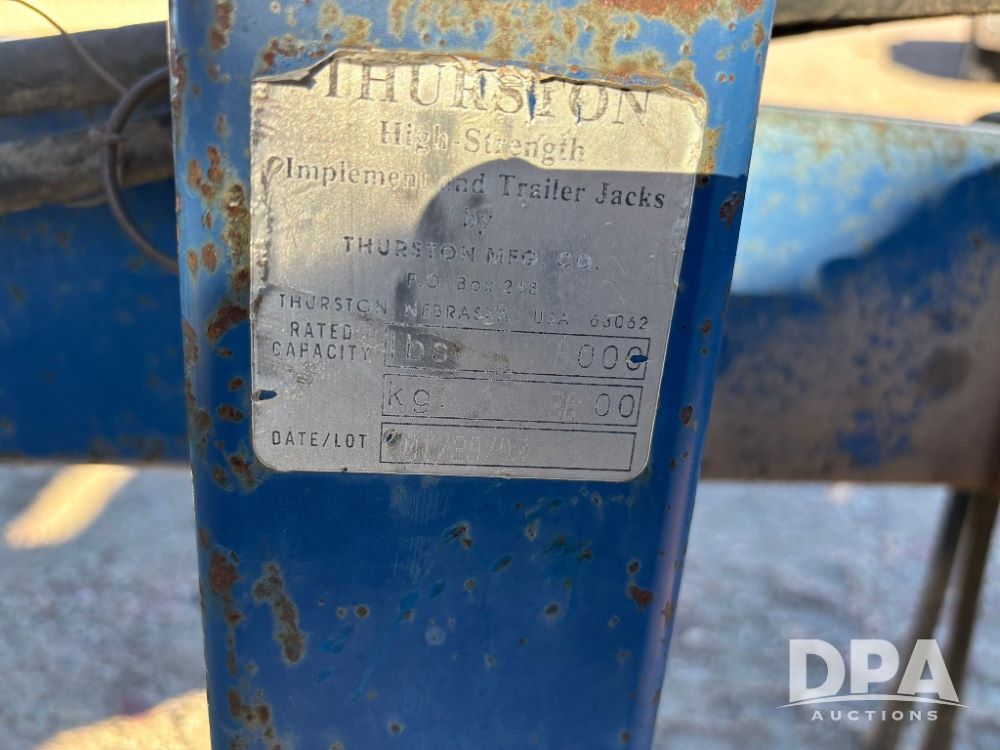 THURSTON
High-Strength
Implement and Trailer Jacks
by
THURSTON MFG. CO.
P.O. Box 218
THURSTON, NEBRASKA, USA 68062
RATED
CAPACITY
lbs. 000
Kg. 00
DATE/LOT
DPA
AUCTIONS